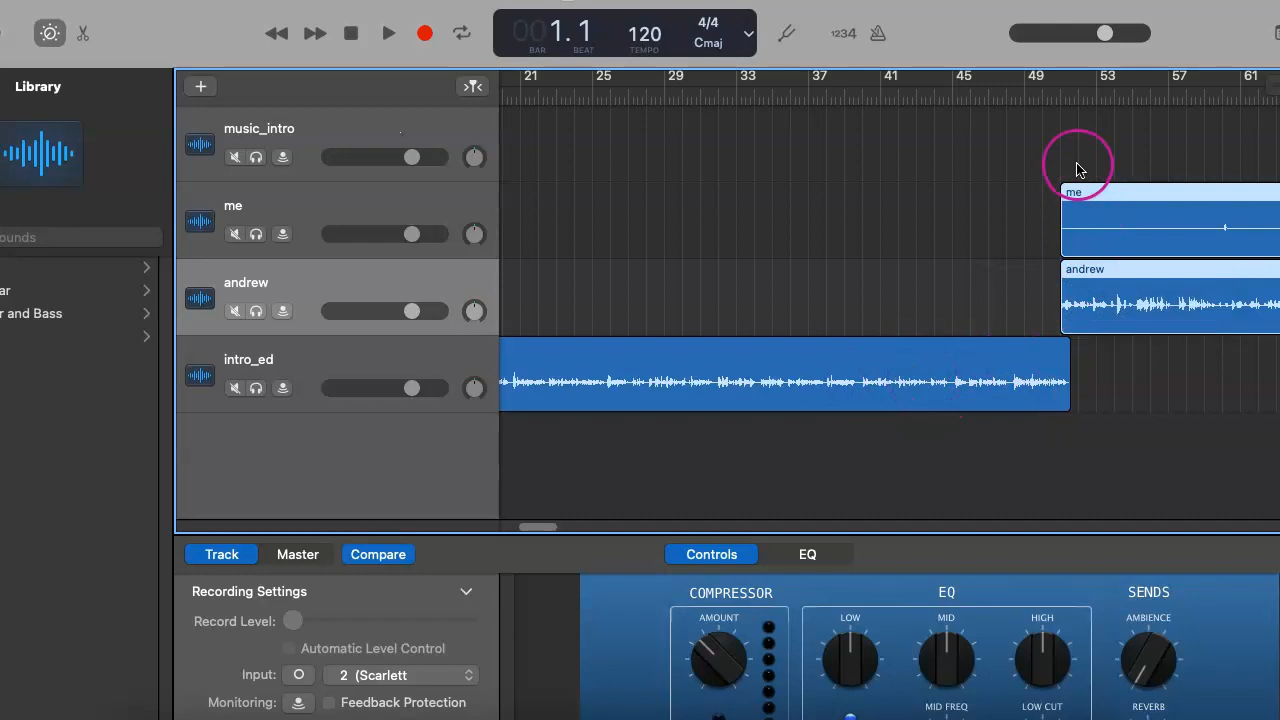 001. 1
BAR BEAT
120
TEMPO
4/4
Cmaj
1234
Library
ounds
ar
r and Bass
21 25 29 33 37 41 45 49 53 57 61
music_intro
me
andrew
intro_ed
me
andrew
Track Master Compare
Controls EQ
Recording Settings
Record Level:
Automatic Level Control
Input: 2 (Scarlett
Monitoring: Feedback Protection
COMPRESSOR EQ SENDS
AMOUNT LOW MID HIGH AMBIENCE
MID FREQ LOW CUT REVERB